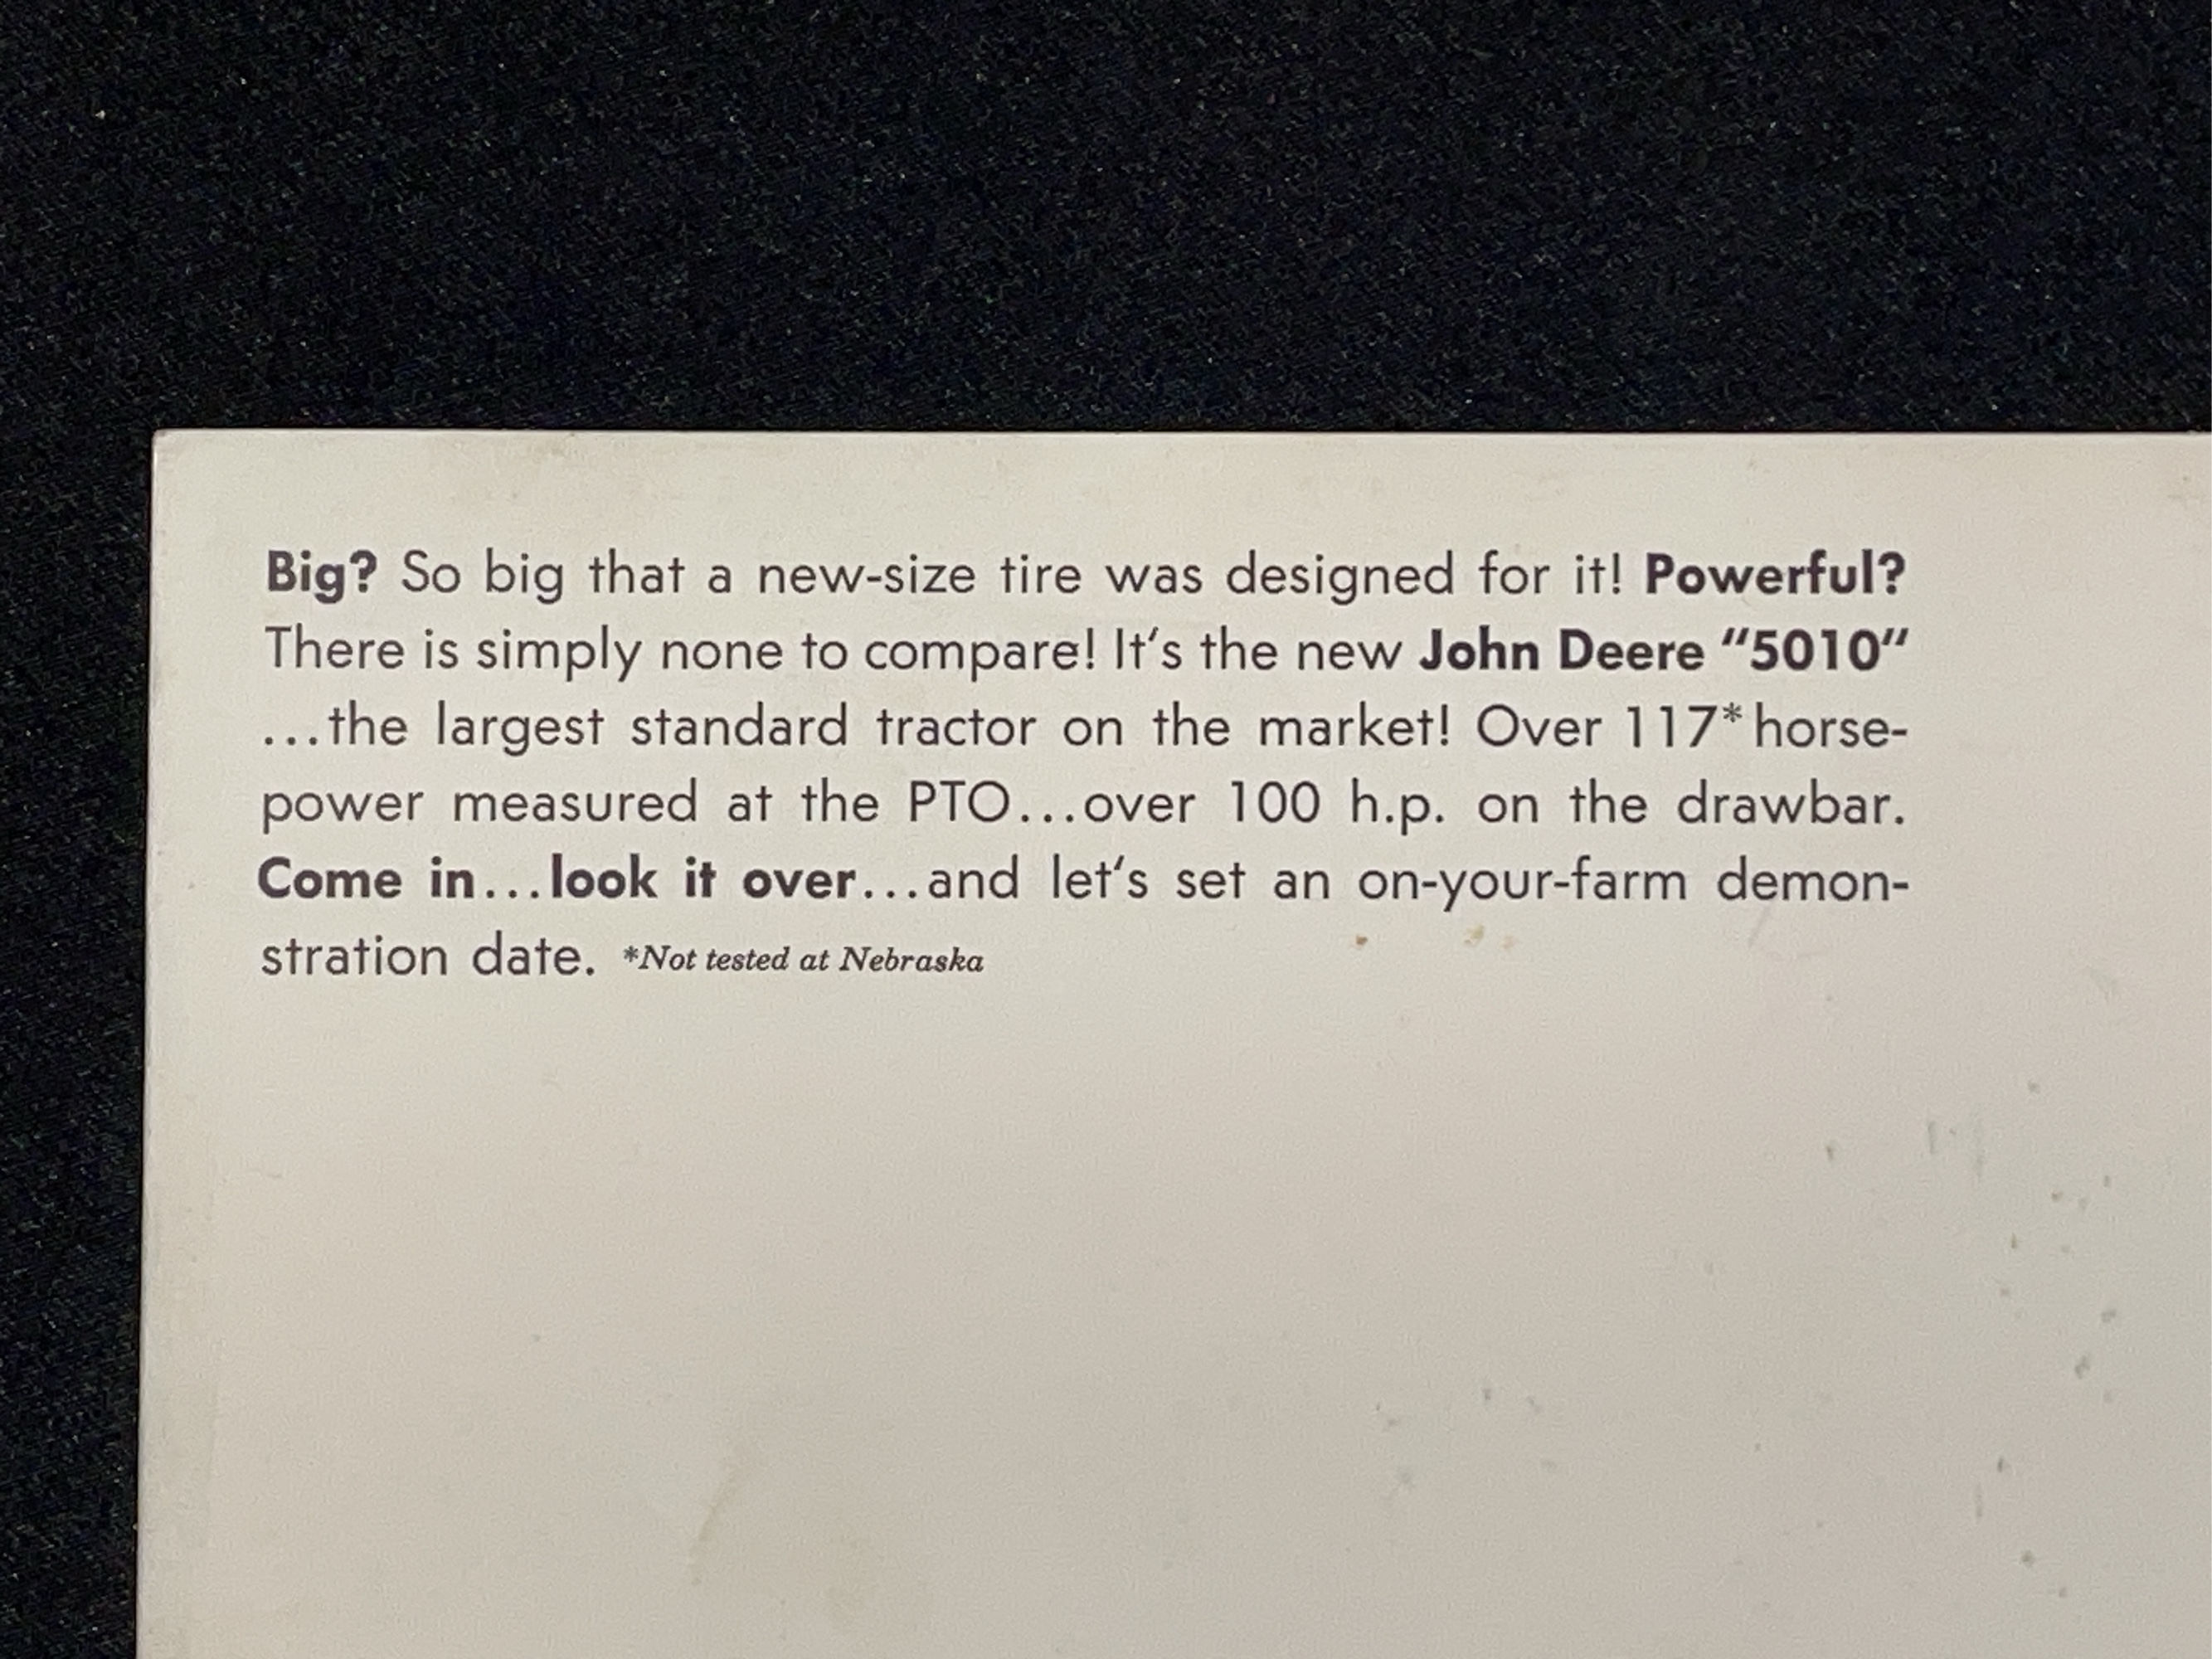 Big? So big that a new-size tire was designed for it! Powerful?
There is simply none to compare! It's the new John Deere "5010"
...the largest standard tractor on the market! Over 117* horse-
power measured at the PTO...over 100 h.p. on the drawbar.
Come in...look it over...and let's set an on-your-farm demon-
stration date. *Not tested at Nebraska